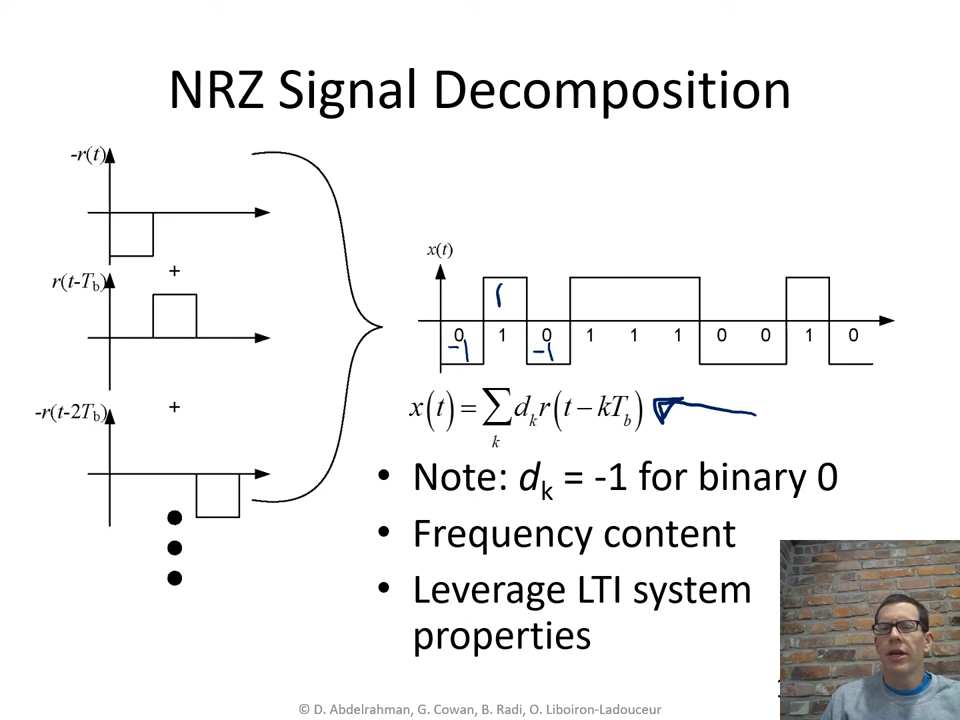 NRZ Signal Decomposition
-r(t)
+
r(t-Tb)
+
-r(t-2Tb)
x(t)
1
0 1 0 1 1 1 0 0 1 0
-1 -1
x(t) = ∑ dk r(t − kTb)
k
• Note: dk = -1 for binary 0
• Frequency content
• Leverage LTI system
properties
© D. Abdelrahman, G. Cowan, B. Radi, O. Liboiron-Ladouceur